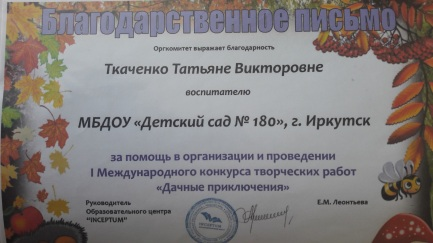 Благодарственное письмо
Оргкомитет выражает благодарность
Ткаченко Татьяне Викторовне
воспитателю
МБДОУ «Детский сад № 180», г. Иркутск
за помощь в организации и проведении
I Международного конкурса творческих работ
«Дачные приключения»
Руководитель
Образовательного центра
"INCEPTUM"
Е.М. Леонтьева
INCEPTUM